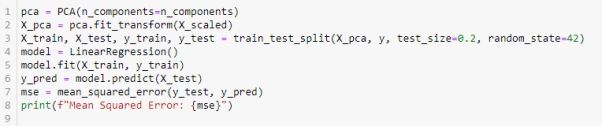 1 pca = PCA(n_components=n_components)
2 X_pca = pca.fit_transform(X_scaled)
3 X_train, X_test, y_train, y_test = train_test_split(X_pca, y, test_size=0.2, random_state=42)
4 model = LinearRegression()
5 model.fit(X_train, y_train)
6 y_pred = model.predict(X_test)
7 mse = mean_squared_error(y_test, y_pred)
8 print(f"Mean Squared Error: {mse}")
9